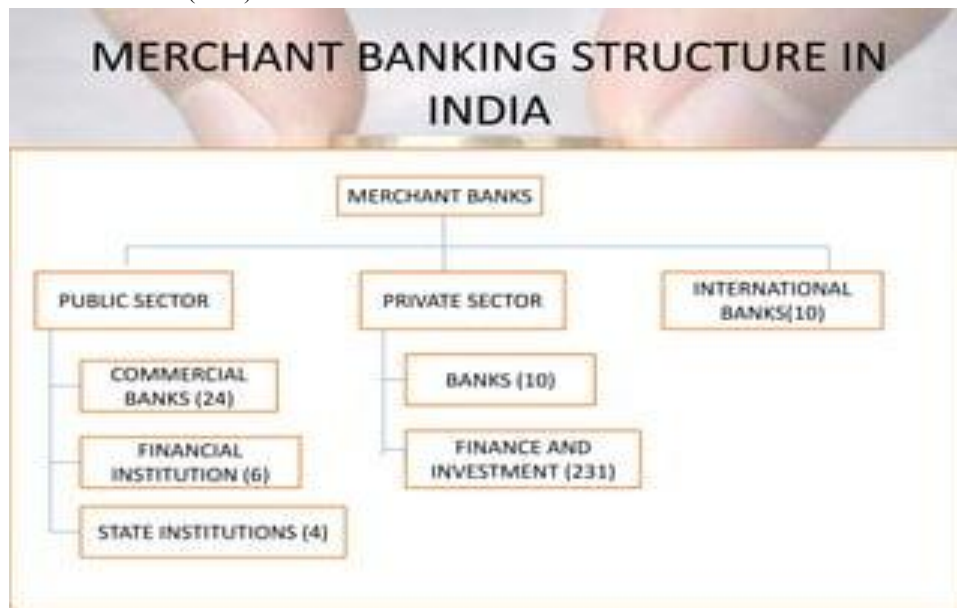 MERCHANT BANKING STRUCTURE IN
INDIA
MERCHANT BANKS
PUBLIC SECTOR
PRIVATE SECTOR
INTERNATIONAL
BANKS(10)
COMMERCIAL
BANKS (24)
BANKS (10)
FINANCIAL
INSTITUTION (6)
FINANCE AND
INVESTMENT (231)
STATE INSTITUTIONS (4)